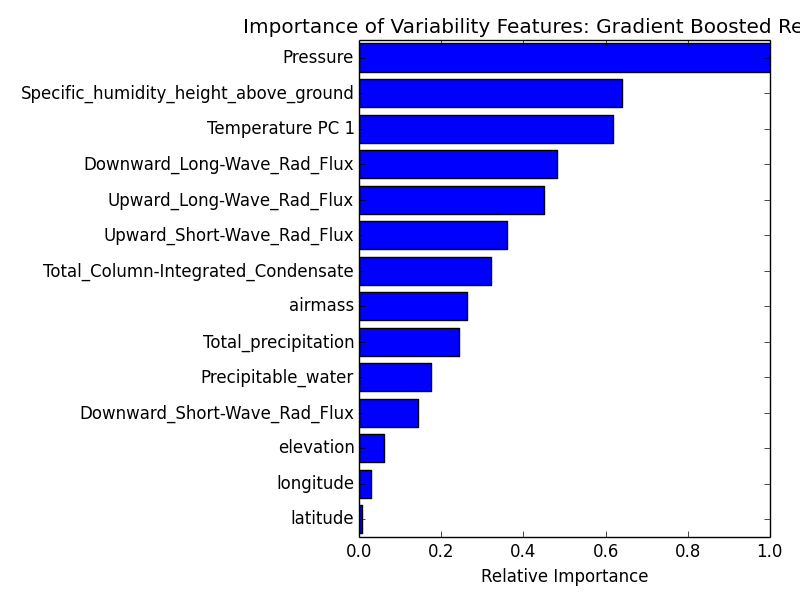 Importance of Variability Features: Gradient Boosted Re
Pressure
Specific_humidity_height_above_ground
Temperature PC 1
Downward_Long-Wave_Rad_Flux
Upward_Long-Wave_Rad_Flux
Upward_Short-Wave_Rad_Flux
Total_Column-Integrated_Condensate
airmass
Total_precipitation
Precipitable_water
Downward_Short-Wave_Rad_Flux
elevation
longitude
latitude
0.0 0.2 0.4 0.6 0.8 1.0
Relative Importance